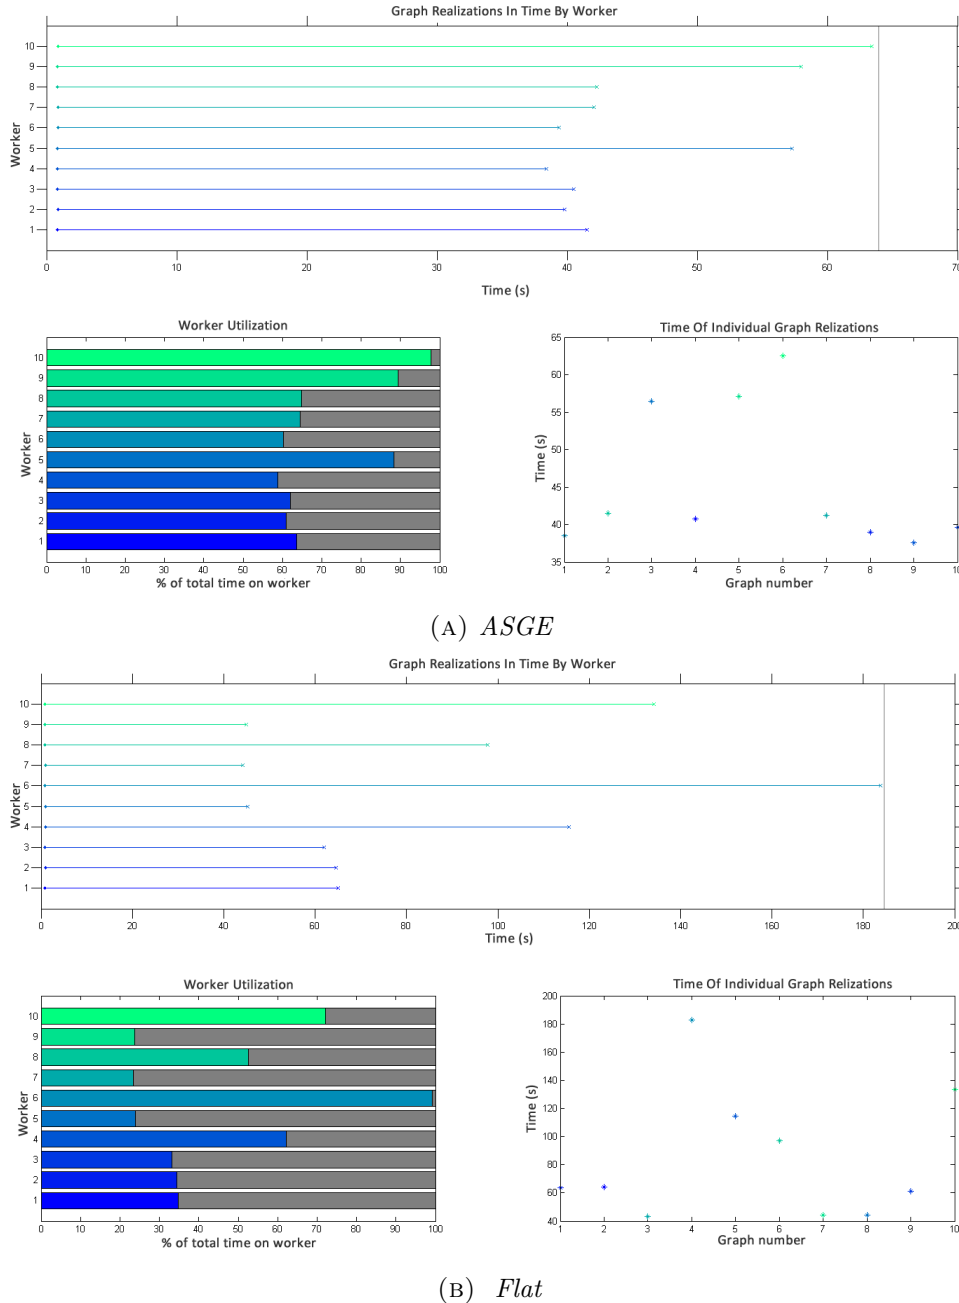 Graph Realizations In Time By Worker
10
9
8
7
6
5
4
3
2
1
Worker
0 10 20 30 40 50 60 70
Time (s)
Worker Utilization
10
9
8
7
6
5
4
3
2
1
Worker
0 10 20 30 40 50 60 70 80 90 100
% of total time on worker
Time Of Individual Graph Relizations
65
60
55
50
45
40
35
Time (s)
1 2 3 4 5 6 7 8 9 10
Graph number
(A) ASGE
Graph Realizations In Time By Worker
10
9
8
7
6
5
4
3
2
1
Worker
0 20 40 60 80 100 120 140 160 180 200
Time (s)
Worker Utilization
10
9
8
7
6
5
4
3
2
1
Worker
0 10 20 30 40 50 60 70 80 90 100
% of total time on worker
Time Of Individual Graph Relizations
200
180
160
140
120
100
80
60
40
Time (s)
1 2 3 4 5 6 7 8 9 10
Graph number
(B) Flat